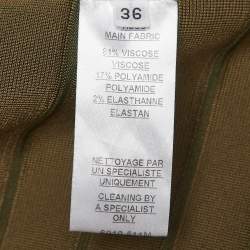 36
MAIN FABRIC
81% VISCOSE
VISCOSE
17% POLYAMIDE
POLYAMIDE
2% ELASTHANNE
ELASTAN
NETTOYAGE PAR
UN SPECIALISTE
UNIQUEMENT
CLEANING BY
A SPECIALIST
ONLY